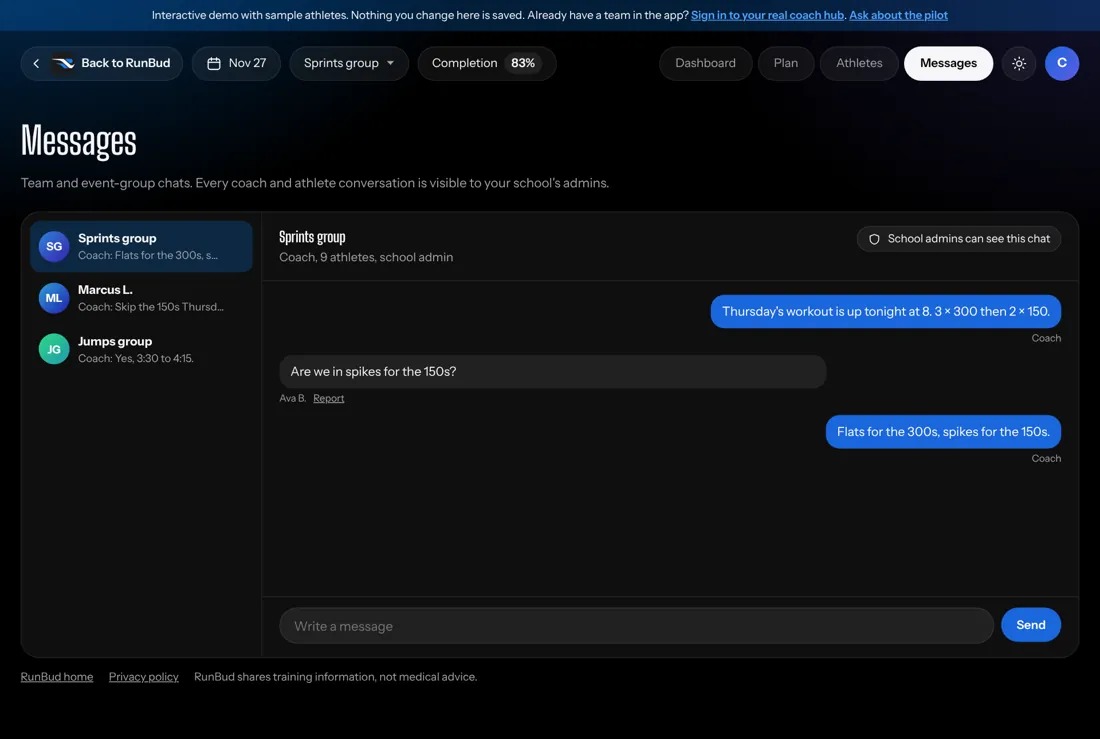 Interactive demo with sample athletes. Nothing you change here is saved. Already have a team in the app? Sign in to your real coach hub. Ask about the pilot
Back to RunBud
Nov 27
Sprints group
Completion 83%
Dashboard
Plan
Athletes
Messages
C
Messages
Team and event-group chats. Every coach and athlete conversation is visible to your school's admins.
SG
Sprints group
Coach: Flats for the 300s, s...
ML
Marcus L.
Coach: Skip the 150s Thursd...
JG
Jumps group
Coach: Yes, 3:30 to 4:15.
Sprints group
Coach, 9 athletes, school admin
School admins can see this chat
Thursday's workout is up tonight at 8. 3 × 300 then 2 × 150.
Coach
Are we in spikes for the 150s?
Ava B. Report
Flats for the 300s, spikes for the 150s.
Coach
Write a message
Send
RunBud home
Privacy policy
RunBud shares training information, not medical advice.